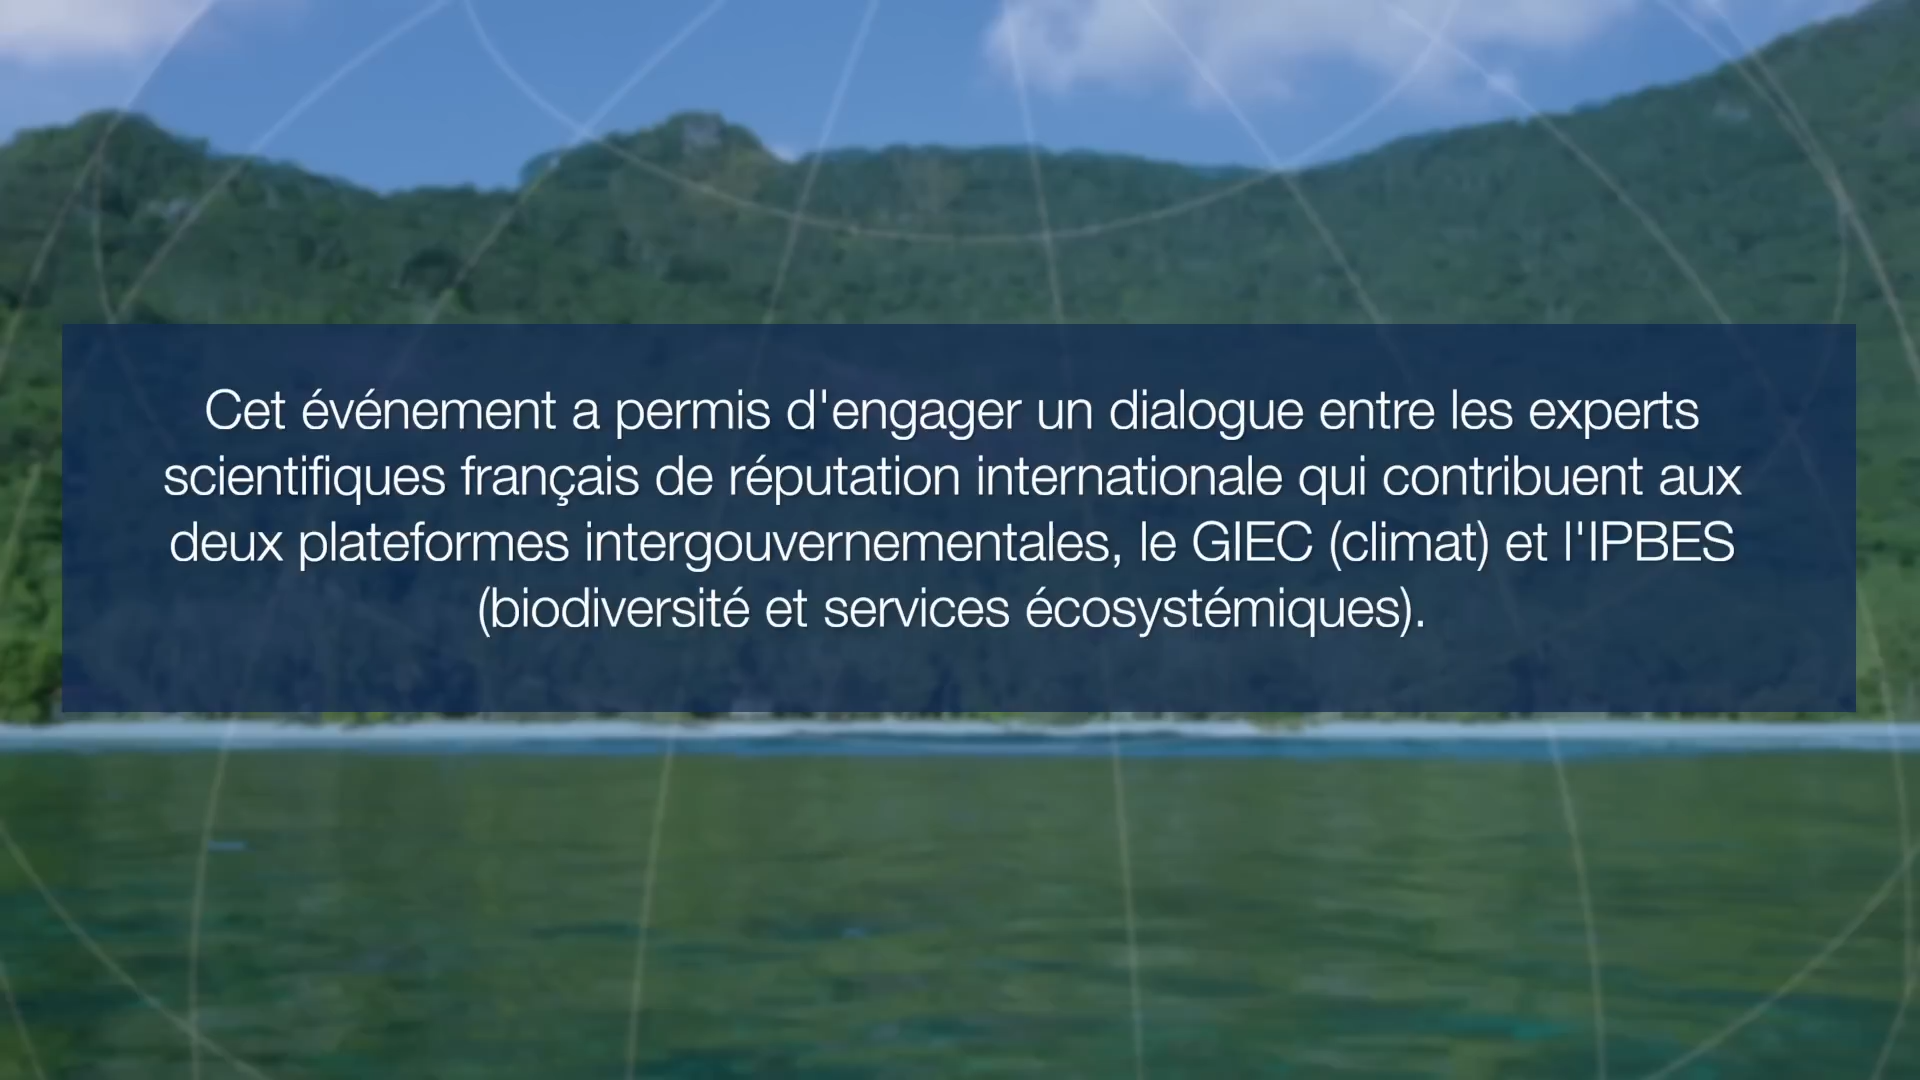 Cet événement a permis d'engager un dialogue entre les experts
scientifiques français de réputation internationale qui contribuent aux
deux plateformes intergouvernementales, le GIEC (climat) et l'IPBES
(biodiversité et services écosystémiques).